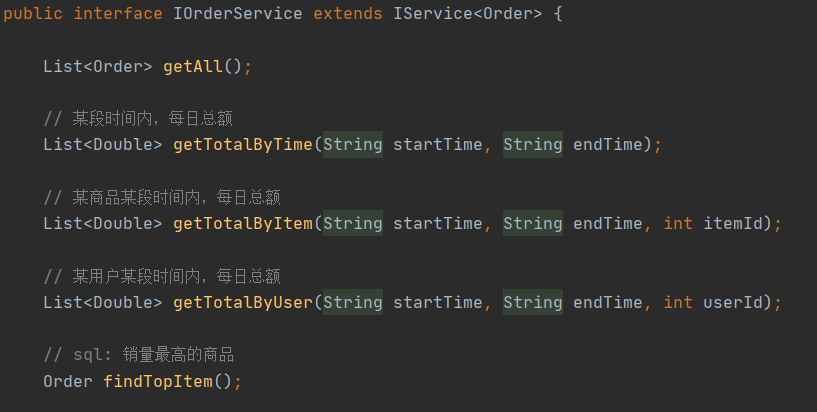 public interface IOrderService extends IService<Order> {
List<Order> getAll();
// 某段时间内，每日总额
List<Double> getTotalByTime(String startTime, String endTime);
// 某商品某段时间内，每日总额
List<Double> getTotalByItem(String startTime, String endTime, int itemId);
// 某用户某段时间内，每日总额
List<Double> getTotalByUser(String startTime, String endTime, int userId);
// sql: 销量最高的商品
Order findTopItem();